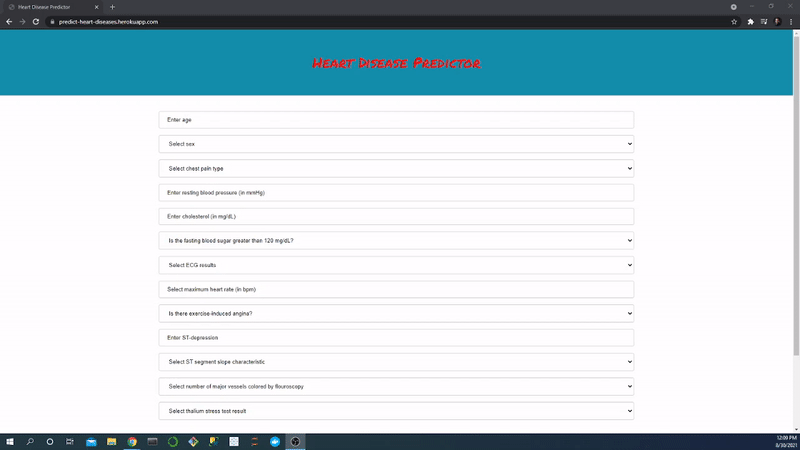 Heart Disease Predictor
predict-heart-diseases.herokuapp.com
Heart Disease Predictor
Enter age
Select sex
Select chest pain type
Enter resting blood pressure (in mmHg)
Enter cholesterol (in mg/dL)
Is the fasting blood sugar greater than 120 mg/dL?
Select ECG results
Select maximum heart rate (in bpm)
Is there exercise-induced angina?
Enter ST-depression
Select ST segment slope characteristic
Select number of major vessels colored by flouroscopy
Select thalium stress test result
12:09 PM
8/30/2021